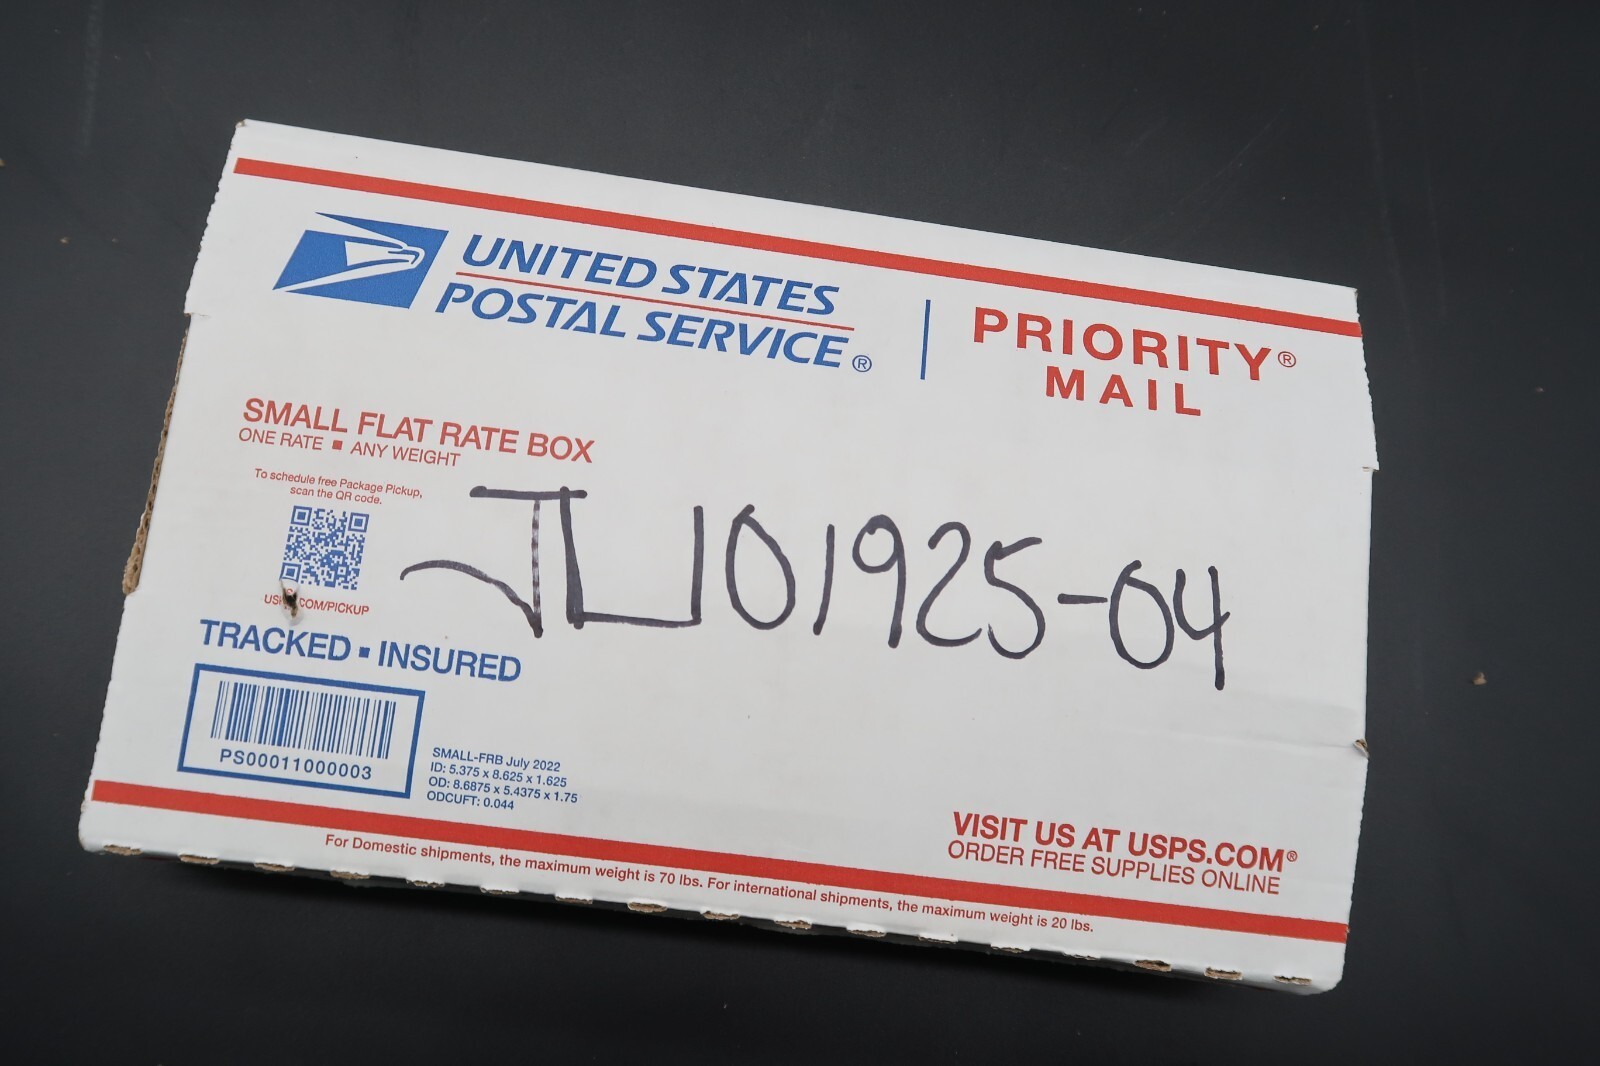 UNITED STATES
POSTAL SERVICE®
PRIORITY®
MAIL
SMALL FLAT RATE BOX
ONE RATE ▪ ANY WEIGHT
To schedule free Package Pickup,
scan the QR code.
COM/PICKUP
JL101925-04
TRACKED ▪ INSURED
PS00011000003
SMALL-FRB July 2022
ID: 5.375 x 8.625 x 1.625
OD: 8.6875 x 5.4375 x 1.75
ODCUFT: 0.044
VISIT US AT USPS.COM®
ORDER FREE SUPPLIES ONLINE
For Domestic shipments, the maximum weight is 70 lbs. For international shipments, the maximum weight is 20 lbs.